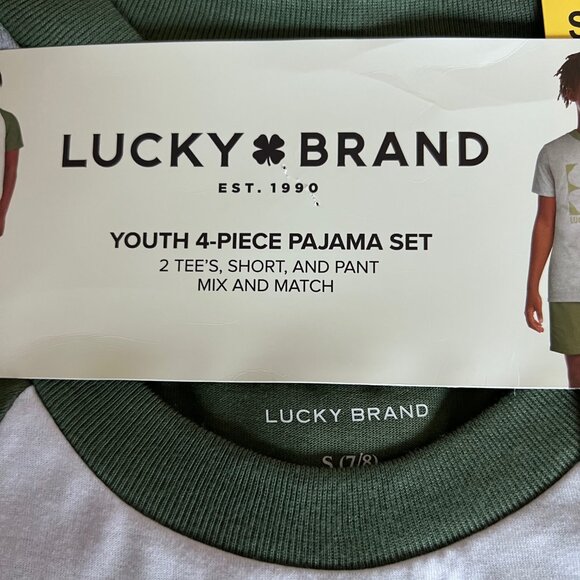 S
LUCKY BRAND
EST. 1990
YOUTH 4-PIECE PAJAMA SET
2 TEE'S, SHORT, AND PANT
MIX AND MATCH
LUCKY BRAND
S (7/8)